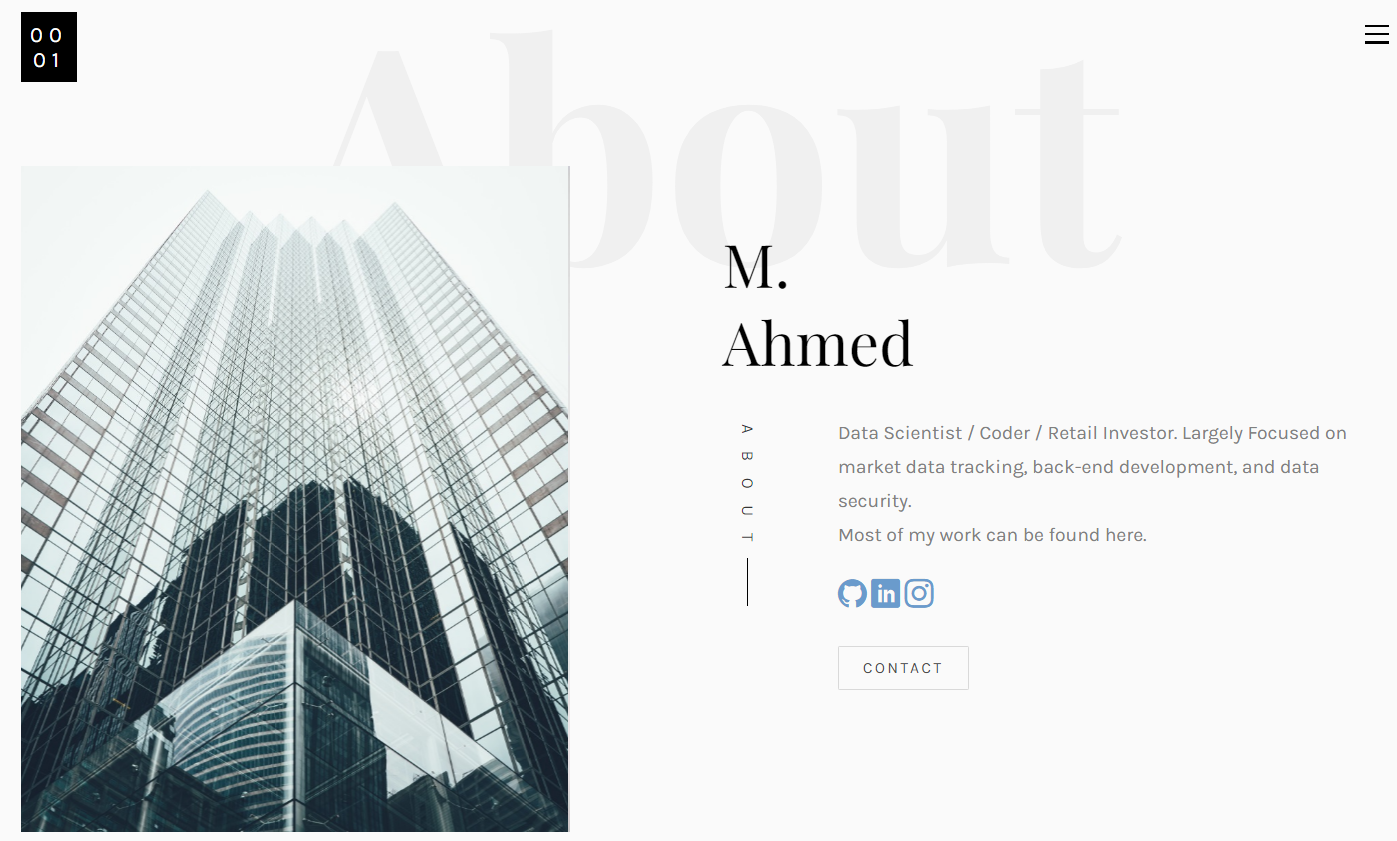 00
01
About
M.
Ahmed
ABOUT
Data Scientist / Coder / Retail Investor. Largely Focused on
market data tracking, back-end development, and data
security.
Most of my work can be found here.
in
CONTACT